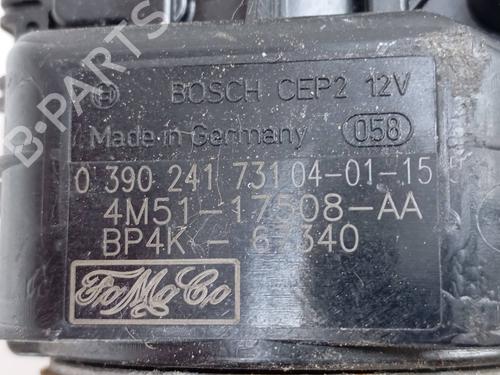 B-PARTS
BOSCH CEP2 12V
Made in Germany 058
0 390 241 731 04-01-15
4M51-17508-AA
BP4K - 67340
FoMoCo